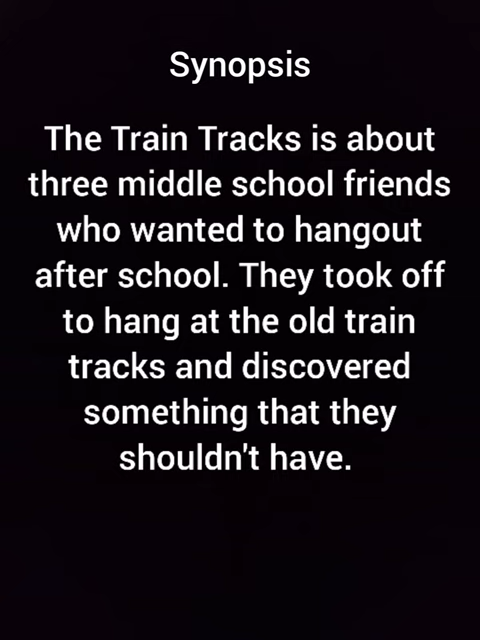 Synopsis
The Train Tracks is about
three middle school friends
who wanted to hangout
after school. They took off
to hang at the old train
tracks and discovered
something that they
shouldn't have.